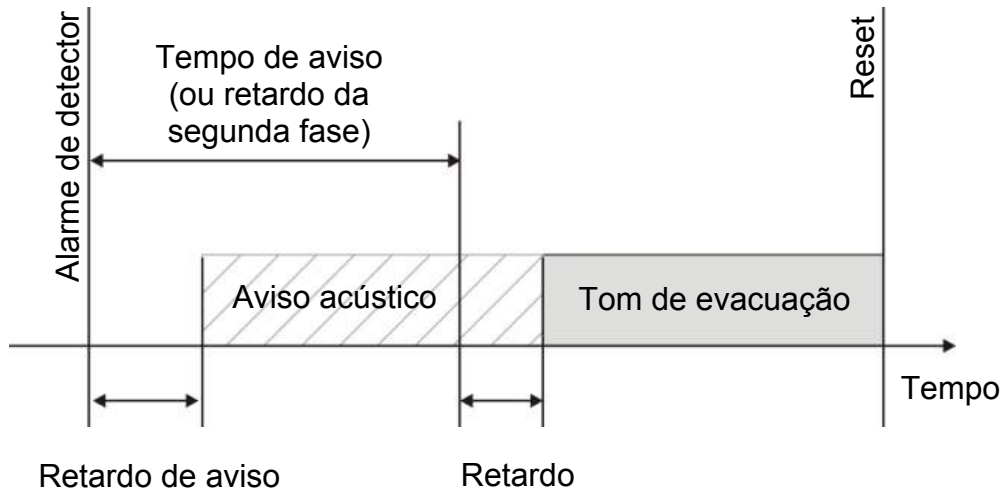 Alarme de detector
Tempo de aviso
(ou retardo da
segunda fase)
Reset
Aviso acústico
Tom de evacuação
Tempo
Retardo de aviso
Retardo